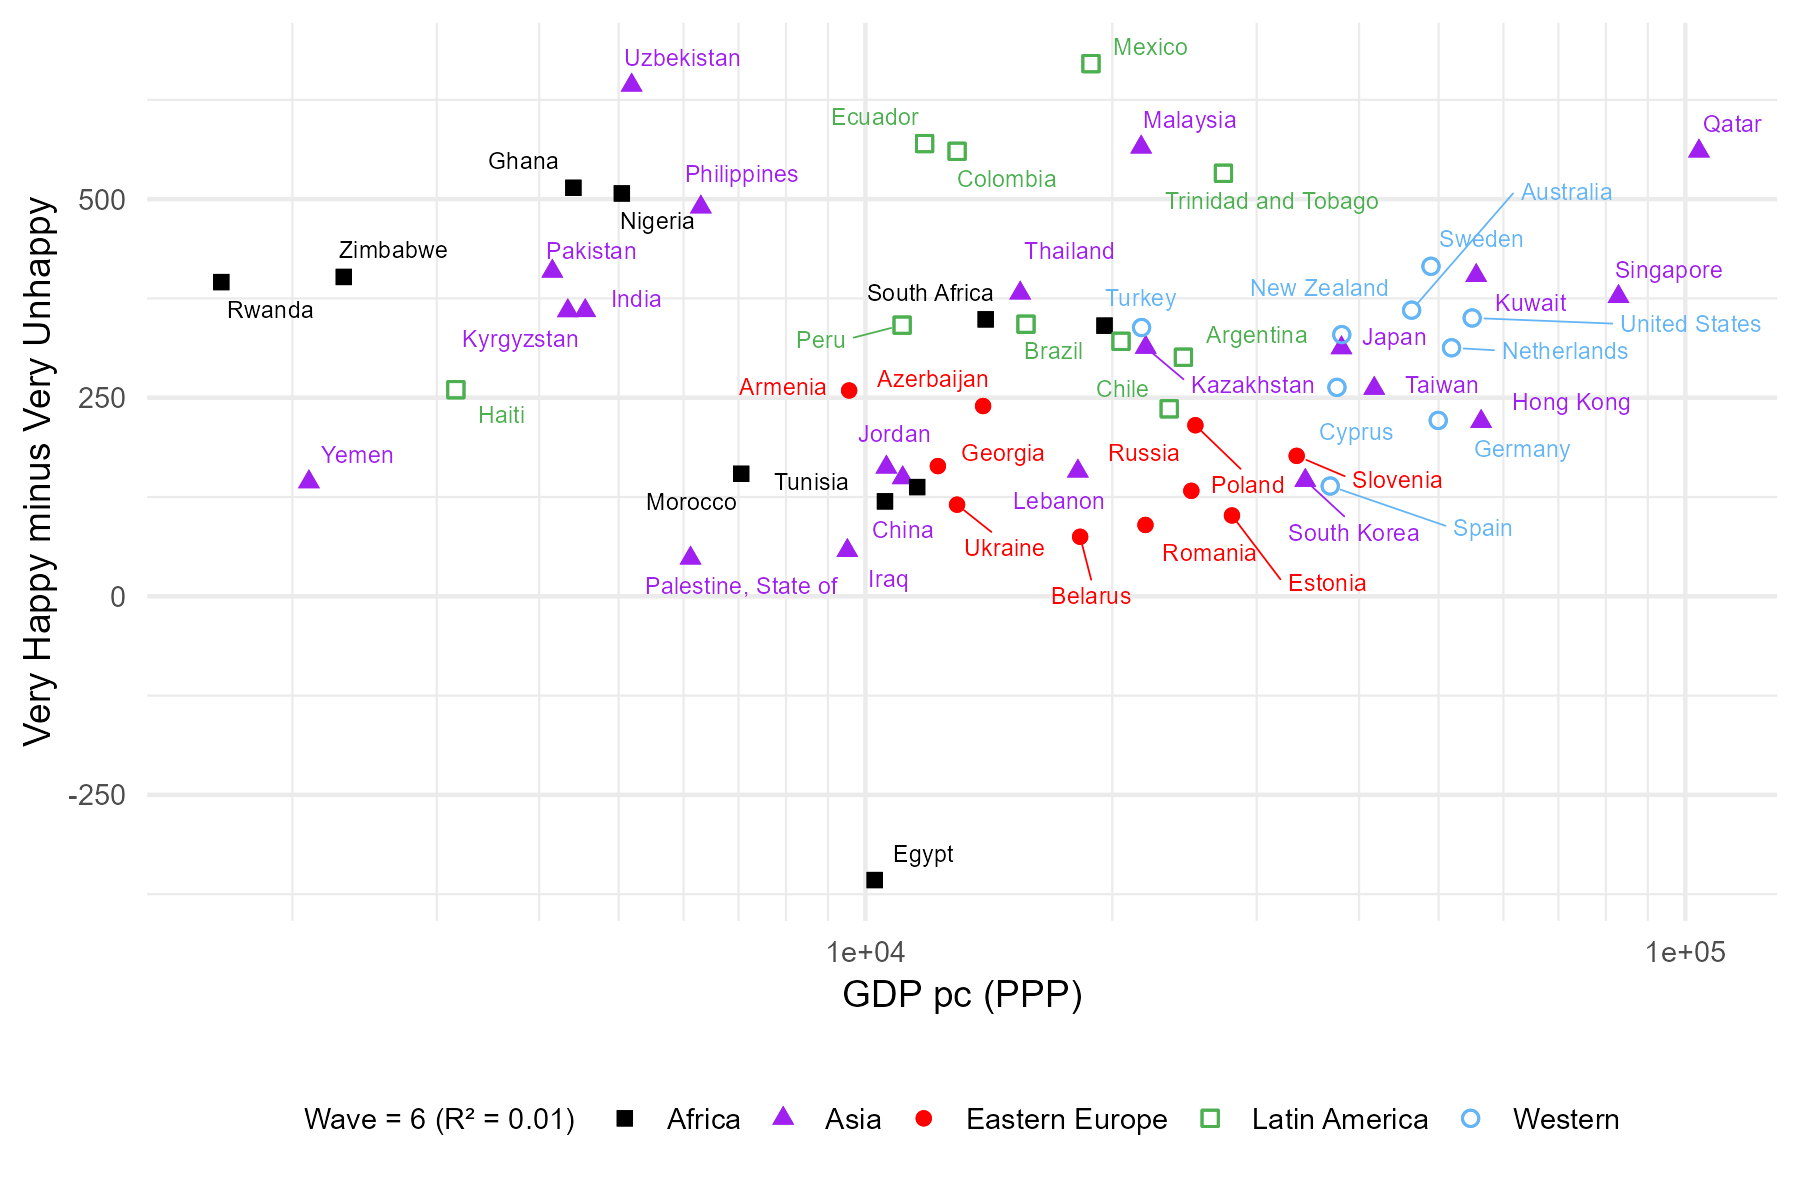 Mexico
Uzbekistan
Ecuador
Malaysia
Qatar
Ghana
Philippines
Colombia
Australia
Trinidad and Tobago
500
Nigeria
Sweden
Zimbabwe
Pakistan
Thailand
Singapore
New Zealand
South Africa
Turkey
India
Kuwait
Rwanda
United States
Kyrgyzstan
Peru
Argentina
Japan
Brazil
Netherlands
Armenia
Azerbaijan
Chile
Kazakhstan
Taiwan
250
Hong Kong
Haiti
Jordan
Cyprus
Germany
Yemen
Georgia
Russia
Tunisia
Poland
Slovenia
Morocco
Lebanon
China
South Korea
Spain
Ukraine
Romania
Iraq
Palestine, State of
Estonia
Belarus
0
-250
Egypt
Very Happy minus Very Unhappy
1e+04
1e+05
GDP pc (PPP)
Wave = 6 (R² = 0.01) Africa Asia Eastern Europe Latin America Western